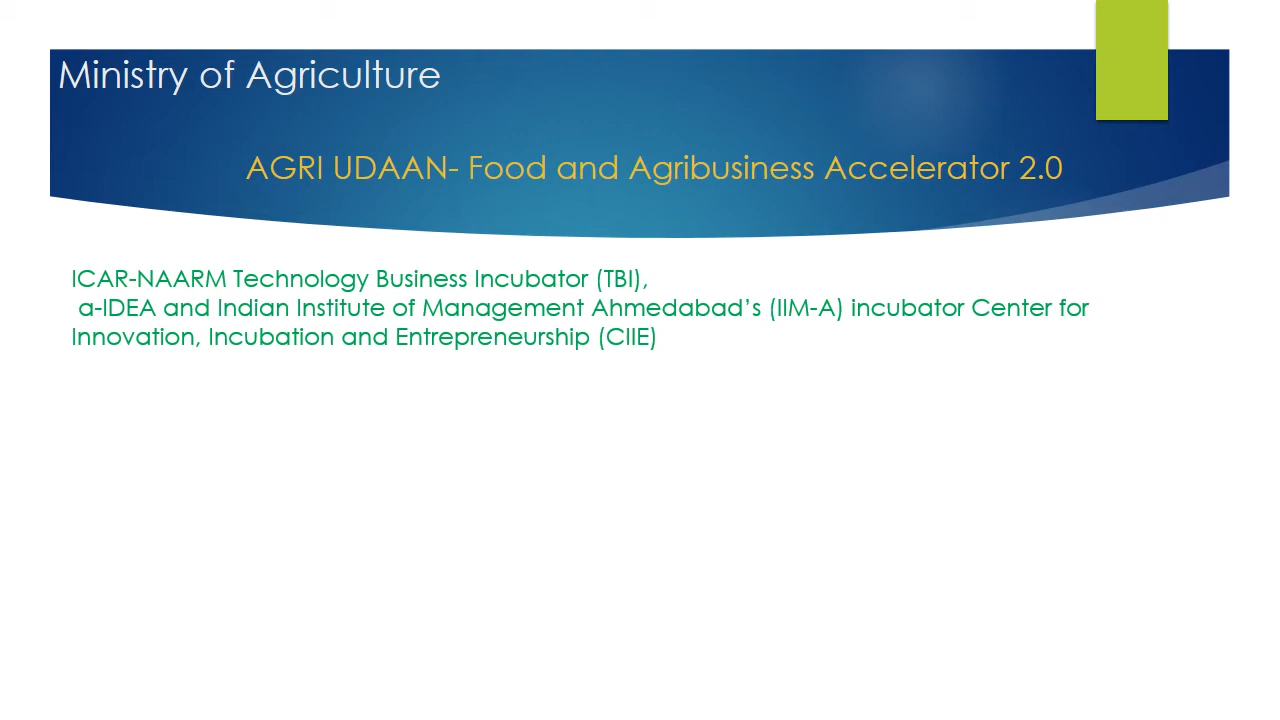 Ministry of Agriculture
AGRI UDAAN- Food and Agribusiness Accelerator 2.0
ICAR-NAARM Technology Business Incubator (TBI),
a-IDEA and Indian Institute of Management Ahmedabad’s (IIM-A) incubator Center for
Innovation, Incubation and Entrepreneurship (CIIE)